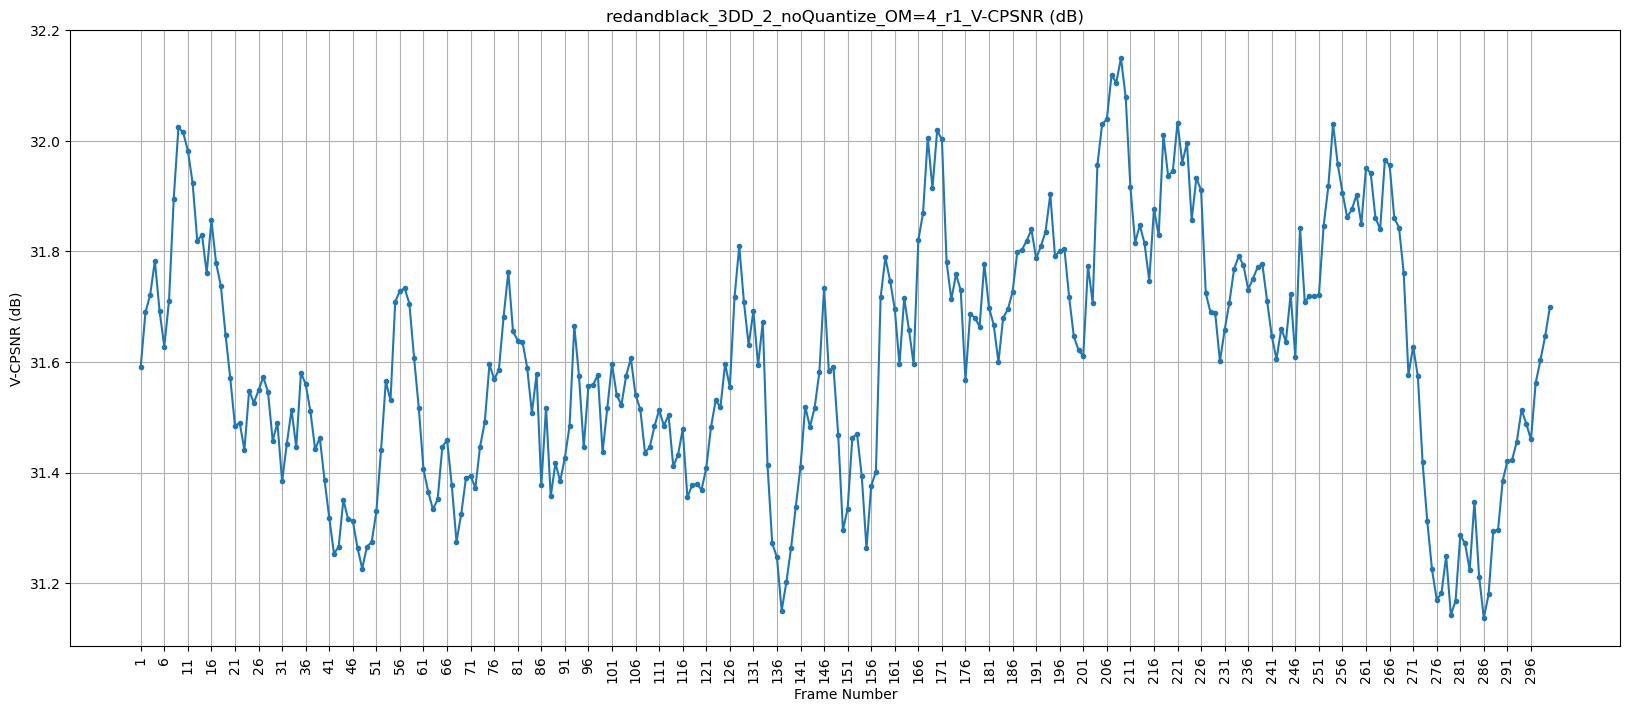 redandblack_3DD_2_noQuantize_OM=4_r1_V-CPSNR (dB)
32.2
32.0
31.8
31.6
31.4
31.2
V-CPSNR (dB)
1 6 11 16 21 26 31 36 41 46 51 56 61 66 71 76 81 86 91 96 101 106 111 116 121 126 131 136 141 146 151 156 161 166 171 176 181 186 191 196 201 206 211 216 221 226 231 236 241 246 251 256 261 266 271 276 281 286 291 296
Frame Number